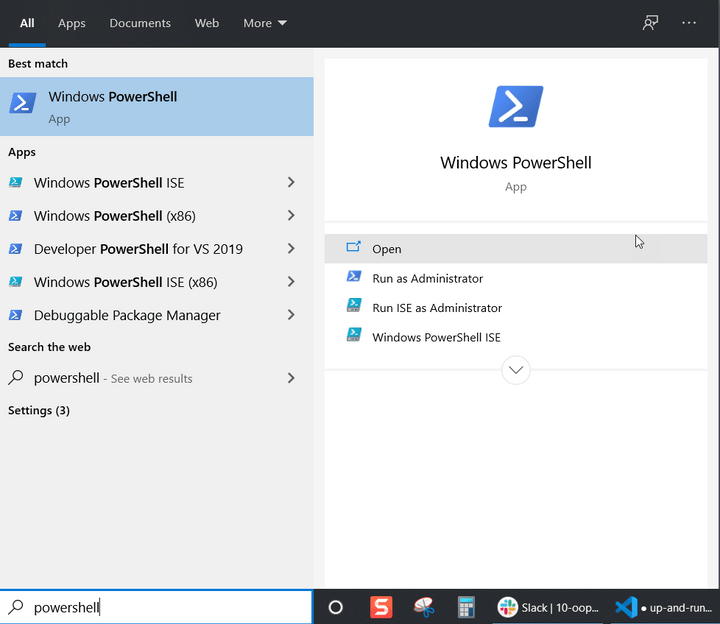 All Apps Documents Web More
Best match
Windows PowerShell
App
Apps
Windows PowerShell ISE
Windows PowerShell (x86)
Developer PowerShell for VS 2019
Windows PowerShell ISE (x86)
Debuggable Package Manager
Search the web
powershell - See web results
Settings (3)
Windows PowerShell
App
Open
Run as Administrator
Run ISE as Administrator
Windows PowerShell ISE
powershell
Slack | 10-oop...
● up-and-run...